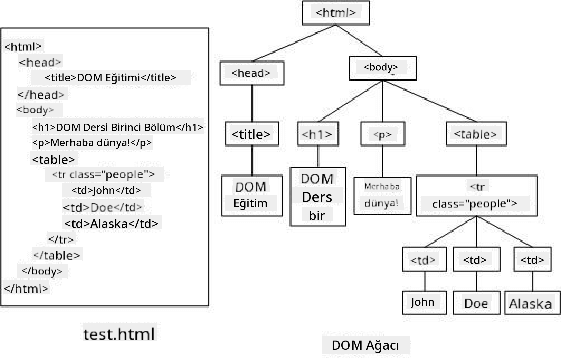 <html>
<head>
<title>DOM Eğitimi</title>
</head>
<body>
<h1>DOM Dersl Birinci Bölüm</h1>
<p>Merhaba dünya!</p>
<table>
<tr class="people">
<td>John</td>
<td>Doe</td>
<td>Alaska</td>
</tr>
</table>
</body>
</html>
test.html
<html>
<head>
<body>
<title>
<h1>
<p>
<table>
DOM
Eğitim
DOM
Ders
bir
Merhaba
dünya!
<tr
class="people">
<td>
<td>
<td>
John
Doe
Alaska
DOM Ağacı